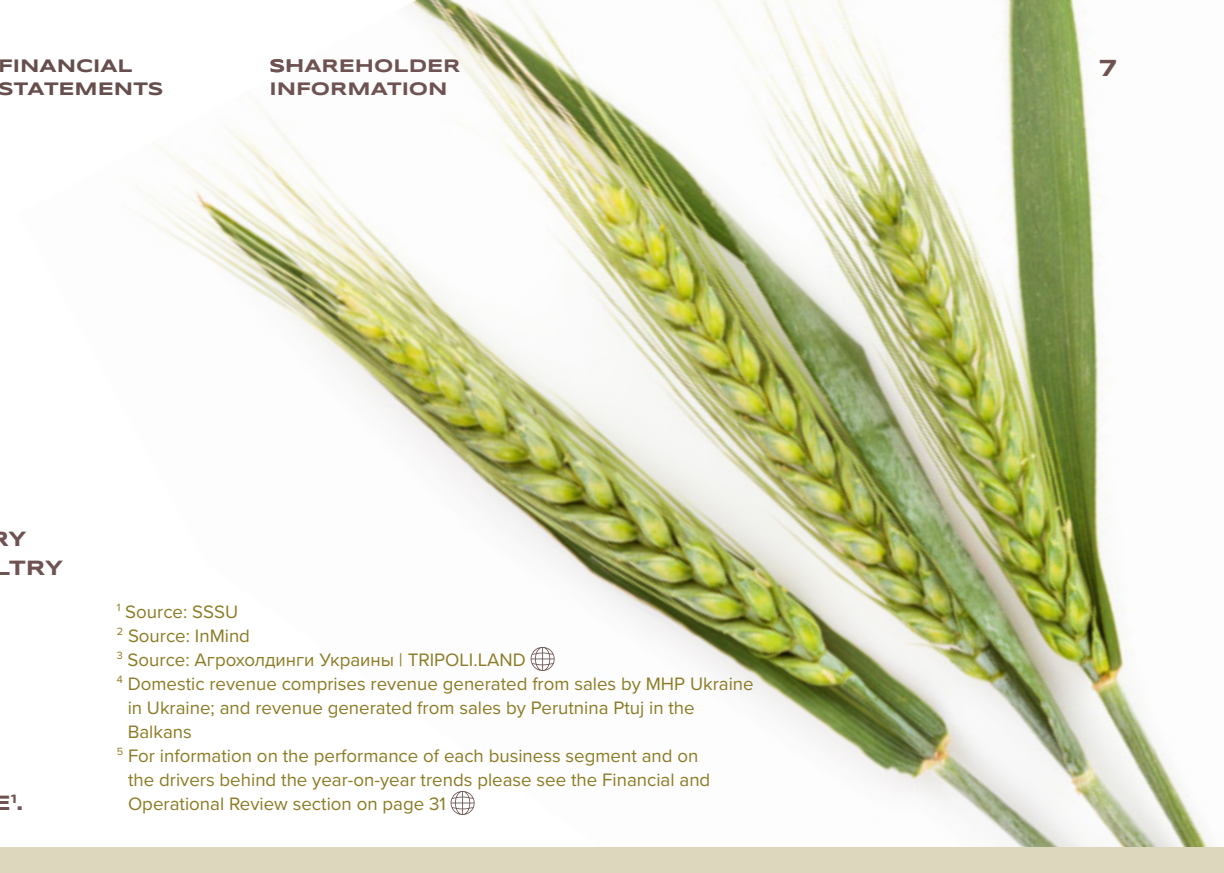 FINANCIAL
STATEMENTS
SHAREHOLDER
INFORMATION
7
RY
LTRY
¹ Source: SSSU
² Source: InMind
³ Source: Агрохолдинги Украины | TRIPOLI.LAND
⁴ Domestic revenue comprises revenue generated from sales by MHP Ukraine
in Ukraine; and revenue generated from sales by Perutnina Ptuj in the
Balkans
⁵ For information on the performance of each business segment and on
the drivers behind the year-on-year trends please see the Financial and
E¹.
Operational Review section on page 31